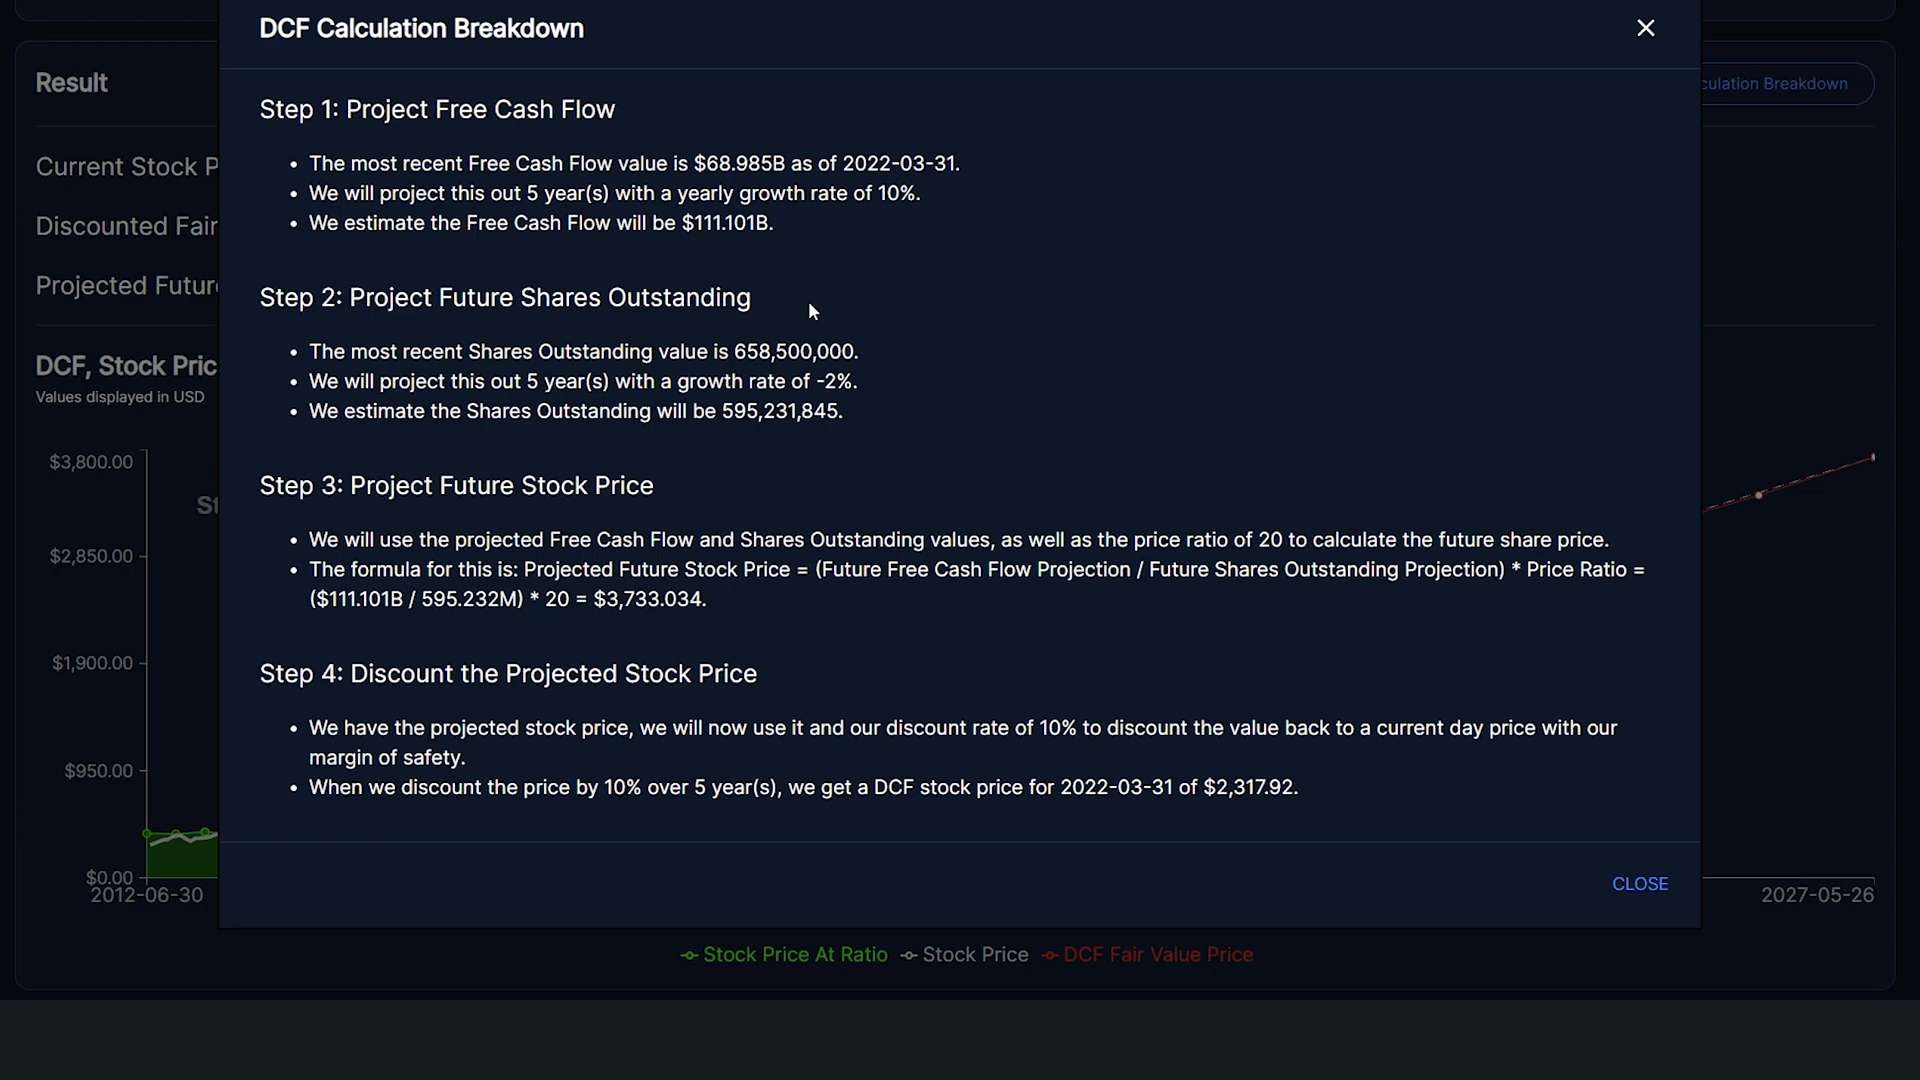 DCF Calculation Breakdown
Result
culation Breakdown
Step 1: Project Free Cash Flow
Current Stock P
• The most recent Free Cash Flow value is $68.985B as of 2022-03-31.
• We will project this out 5 year(s) with a yearly growth rate of 10%.
• We estimate the Free Cash Flow will be $111.101B.
Discounted Fair
Projected Future
Step 2: Project Future Shares Outstanding
• The most recent Shares Outstanding value is 658,500,000.
• We will project this out 5 year(s) with a growth rate of -2%.
• We estimate the Shares Outstanding will be 595,231,845.
DCF, Stock Pric
Values displayed in USD
Step 3: Project Future Stock Price
• We will use the projected Free Cash Flow and Shares Outstanding values, as well as the price ratio of 20 to calculate the future share price.
• The formula for this is: Projected Future Stock Price = (Future Free Cash Flow Projection / Future Shares Outstanding Projection) * Price Ratio =
($111.101B / 595.232M) * 20 = $3,733.034.
Step 4: Discount the Projected Stock Price
• We have the projected stock price, we will now use it and our discount rate of 10% to discount the value back to a current day price with our
margin of safety.
• When we discount the price by 10% over 5 year(s), we get a DCF stock price for 2022-03-31 of $2,317.92.
CLOSE
$3,800.00
St
$2,850.00
$1,900.00
$950.00
$0.00
2012-06-30
2027-05-26
Stock Price At Ratio
Stock Price
DCF Fair Value Price